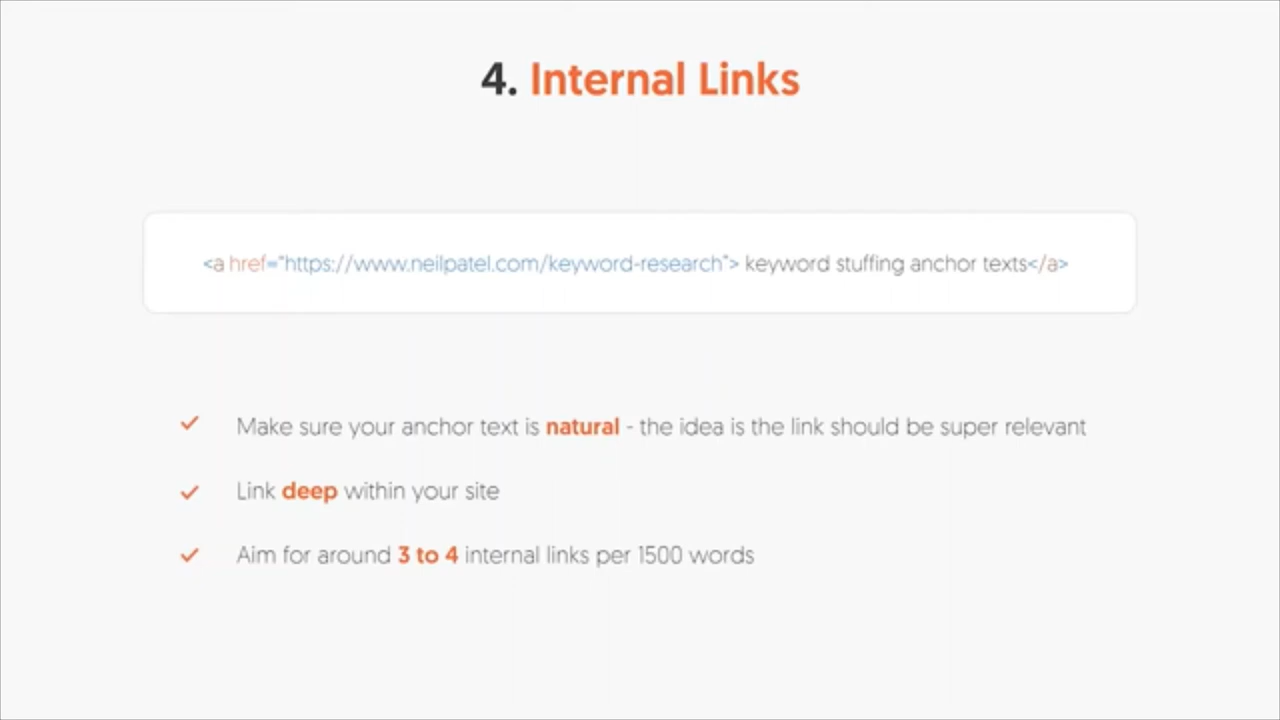 4. Internal Links
<a href="https://www.neilpatel.com/keyword-research"> keyword stuffing anchor texts</a>
Make sure your anchor text is natural - the idea is the link should be super relevant
Link deep within your site
Aim for around 3 to 4 internal links per 1500 words